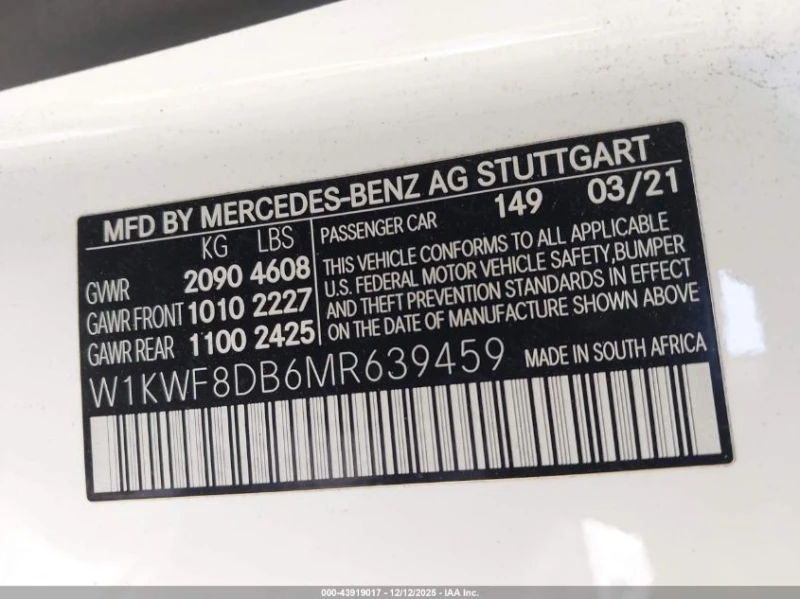 MFD BY MERCEDES-BENZ AG STUTTGART
KG LBS
GVWR 2090 4608
GAWR FRONT 1010 2227
GAWR REAR 1100 2425
PASSENGER CAR 149 03/21
THIS VEHICLE CONFORMS TO ALL APPLICABLE
U.S. FEDERAL MOTOR VEHICLE SAFETY,BUMPER
AND THEFT PREVENTION STANDARDS IN EFFECT
ON THE DATE OF MANUFACTURE SHOWN ABOVE
W1KWF8DB6MR639459 MADE IN SOUTH AFRICA
000-43919017 - 12/12/2025 - IAA Inc.